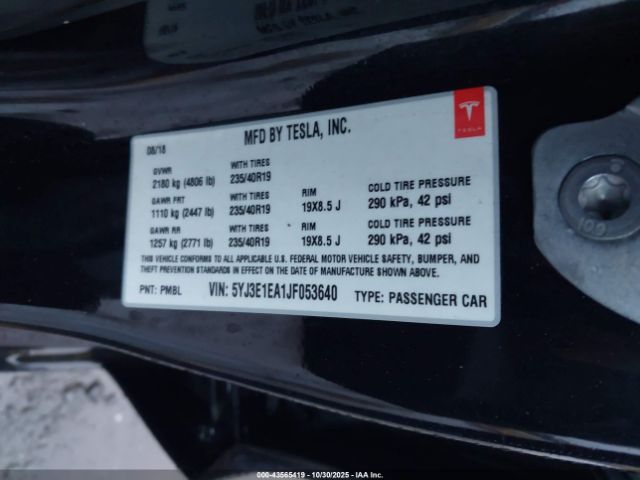 MFD BY TESLA, INC.
TESLA
08/18
GVWR WITH TIRES
2180 kg (4806 lb) 235/40R19
GAWR FRT WITH TIRES RIM COLD TIRE PRESSURE
1110 kg (2447 lb) 235/40R19 19X8.5 J 290 kPa, 42 psi
GAWR RR WITH TIRES RIM COLD TIRE PRESSURE
1257 kg (2771 lb) 235/40R19 19X8.5 J 290 kPa, 42 psi
THIS VEHICLE CONFORMS TO ALL APPLICABLE U.S. FEDERAL MOTOR VEHICLE SAFETY, BUMPER, AND
THEFT PREVENTION STANDARDS IN EFFECT ON THE DATE OF MANUFACTURE SHOWN ABOVE.
PNT: PMBL VIN: 5YJ3E1EA1JF053640 TYPE: PASSENGER CAR
000-43565419 - 10/30/2025 - IAA Inc.